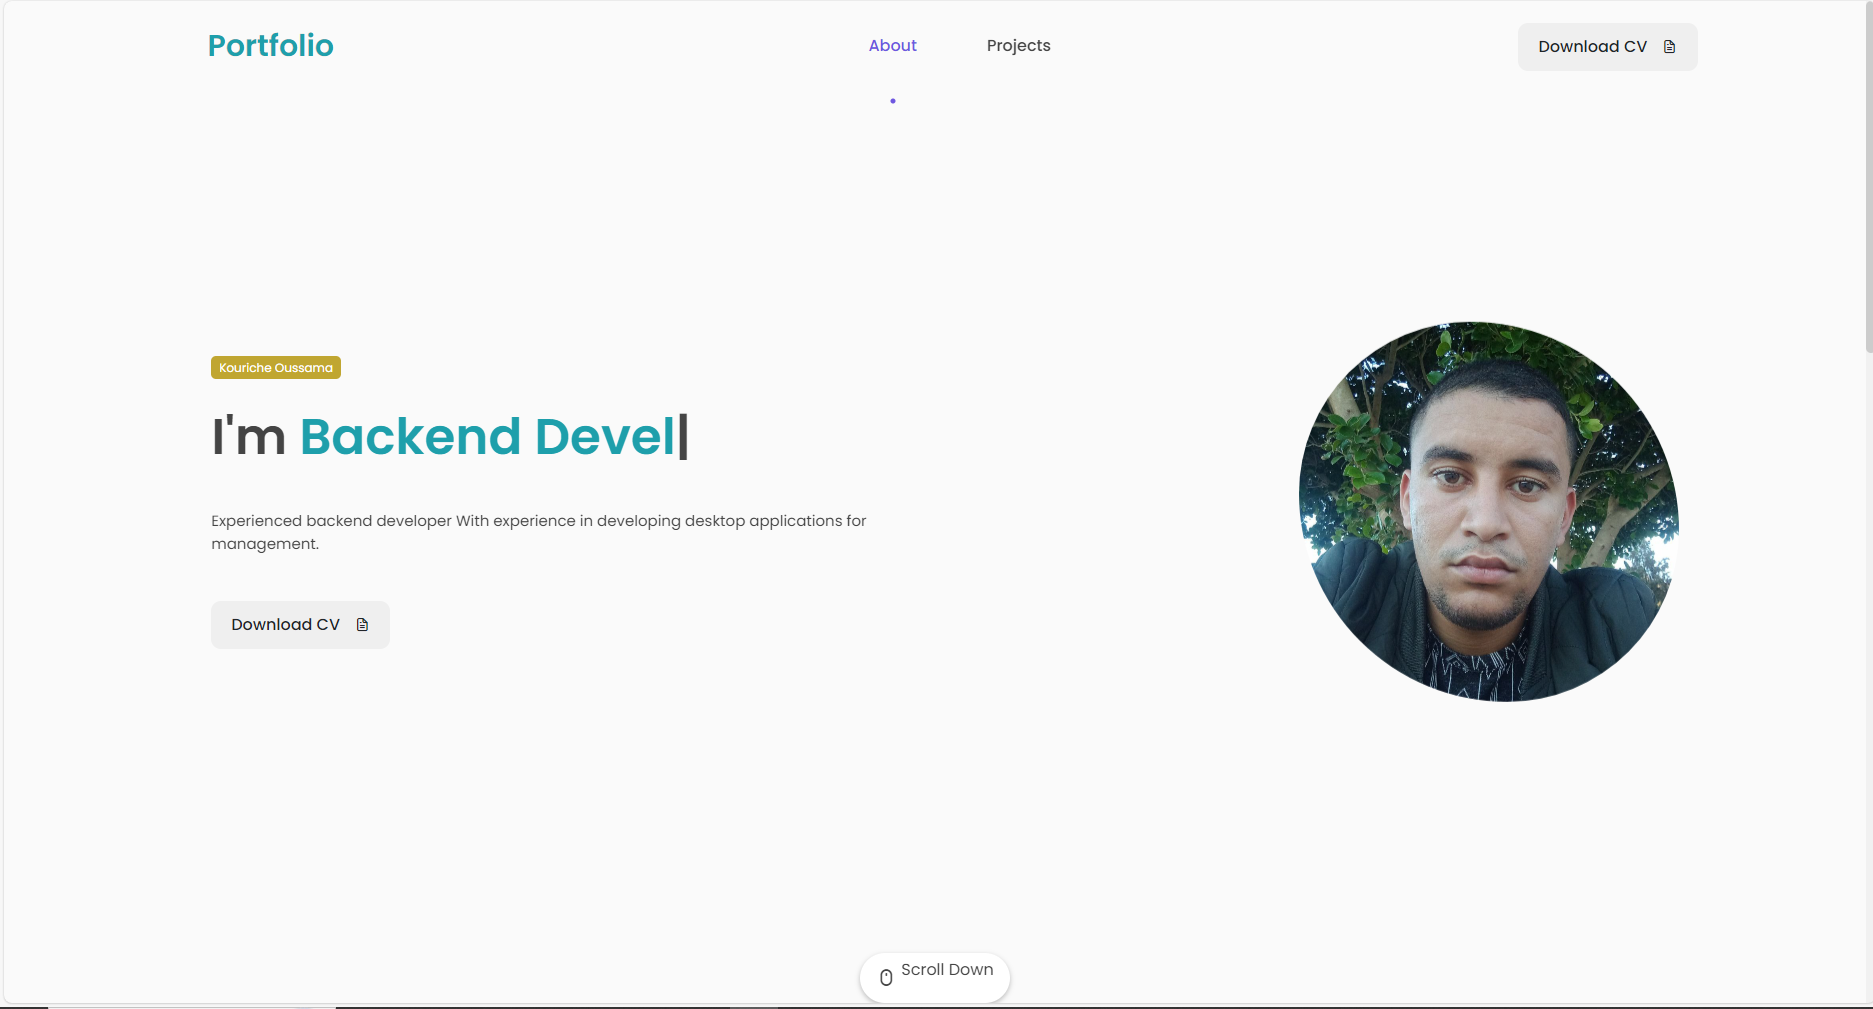 Portfolio
About
Projects
Download CV
Kouriche Oussama
I'm Backend Devel|
Experienced backend developer With experience in developing desktop applications for
management.
Download CV
Scroll Down